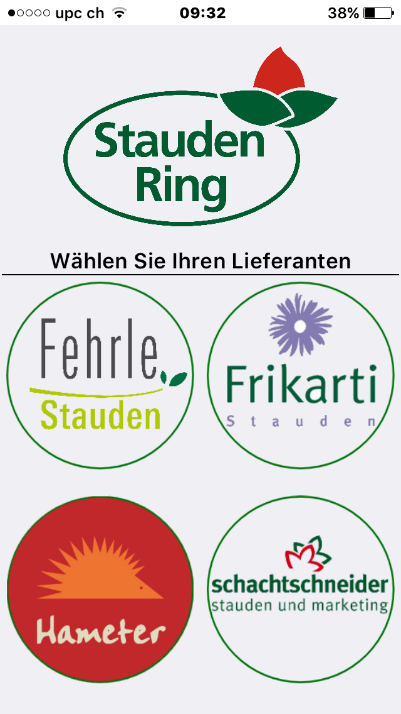 upc ch 09:32 38%
Stauden
Ring
Wählen Sie Ihren Lieferanten
Fehrle
Stauden
Frikarti
Stauden
Hameter
schachtschneider
stauden und marketing